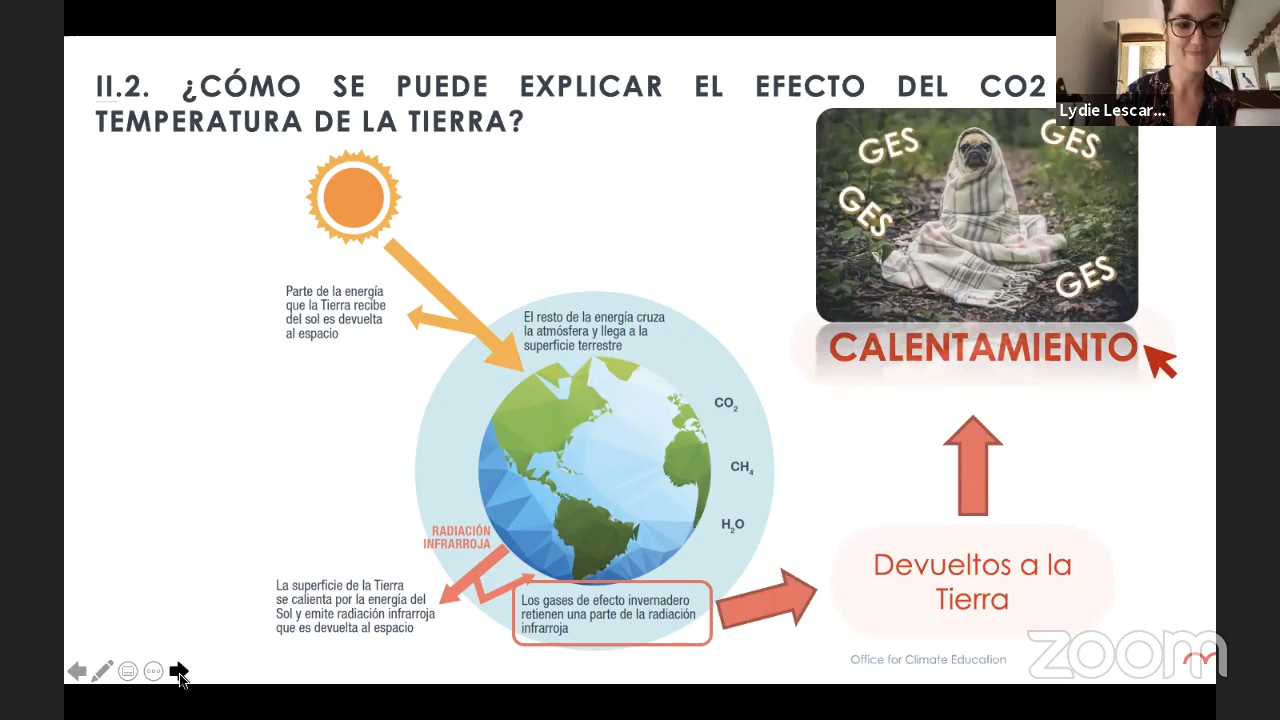 II.2. ¿CÓMO SE PUEDE EXPLICAR EL EFECTO DEL CO2
TEMPERATURA DE LA TIERRA?
Lydie Lescar...
GES
GES
GES
GES
CALENTAMIENTO
Parte de la energía
que la Tierra recibe
del sol es devuelta
al espacio
El resto de la energía cruza
la atmósfera y llega a la
superficie terrestre
CO2
CH4
H2O
RADIACIÓN
INFRARROJA
La superficie de la Tierra
se calienta por la energía del
Sol y emite radiación infrarroja
que es devuelta al espacio
Los gases de efecto invernadero
retienen una parte de la radiación
infrarroja
Devueltos a la
Tierra
Office for Climate Education
zoom